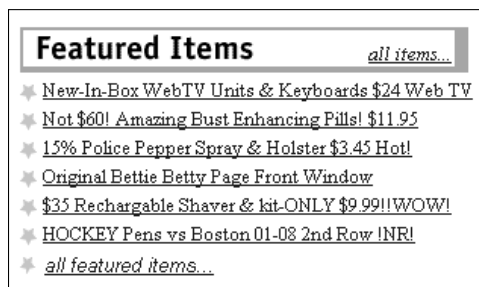 Featured Items
all items...
New-In-Box WebTV Units & Keyboards $24 Web TV
Not $60! Amazing Bust Enhancing Pills! $11.95
15% Police Pepper Spray & Holster $3.45 Hot!
Original Bettie Betty Page Front Window
$35 Rechargable Shaver & kit-ONLY $9.99!!WOW!
HOCKEY Pens vs Boston 01-08 2nd Row !NR!
all featured items...